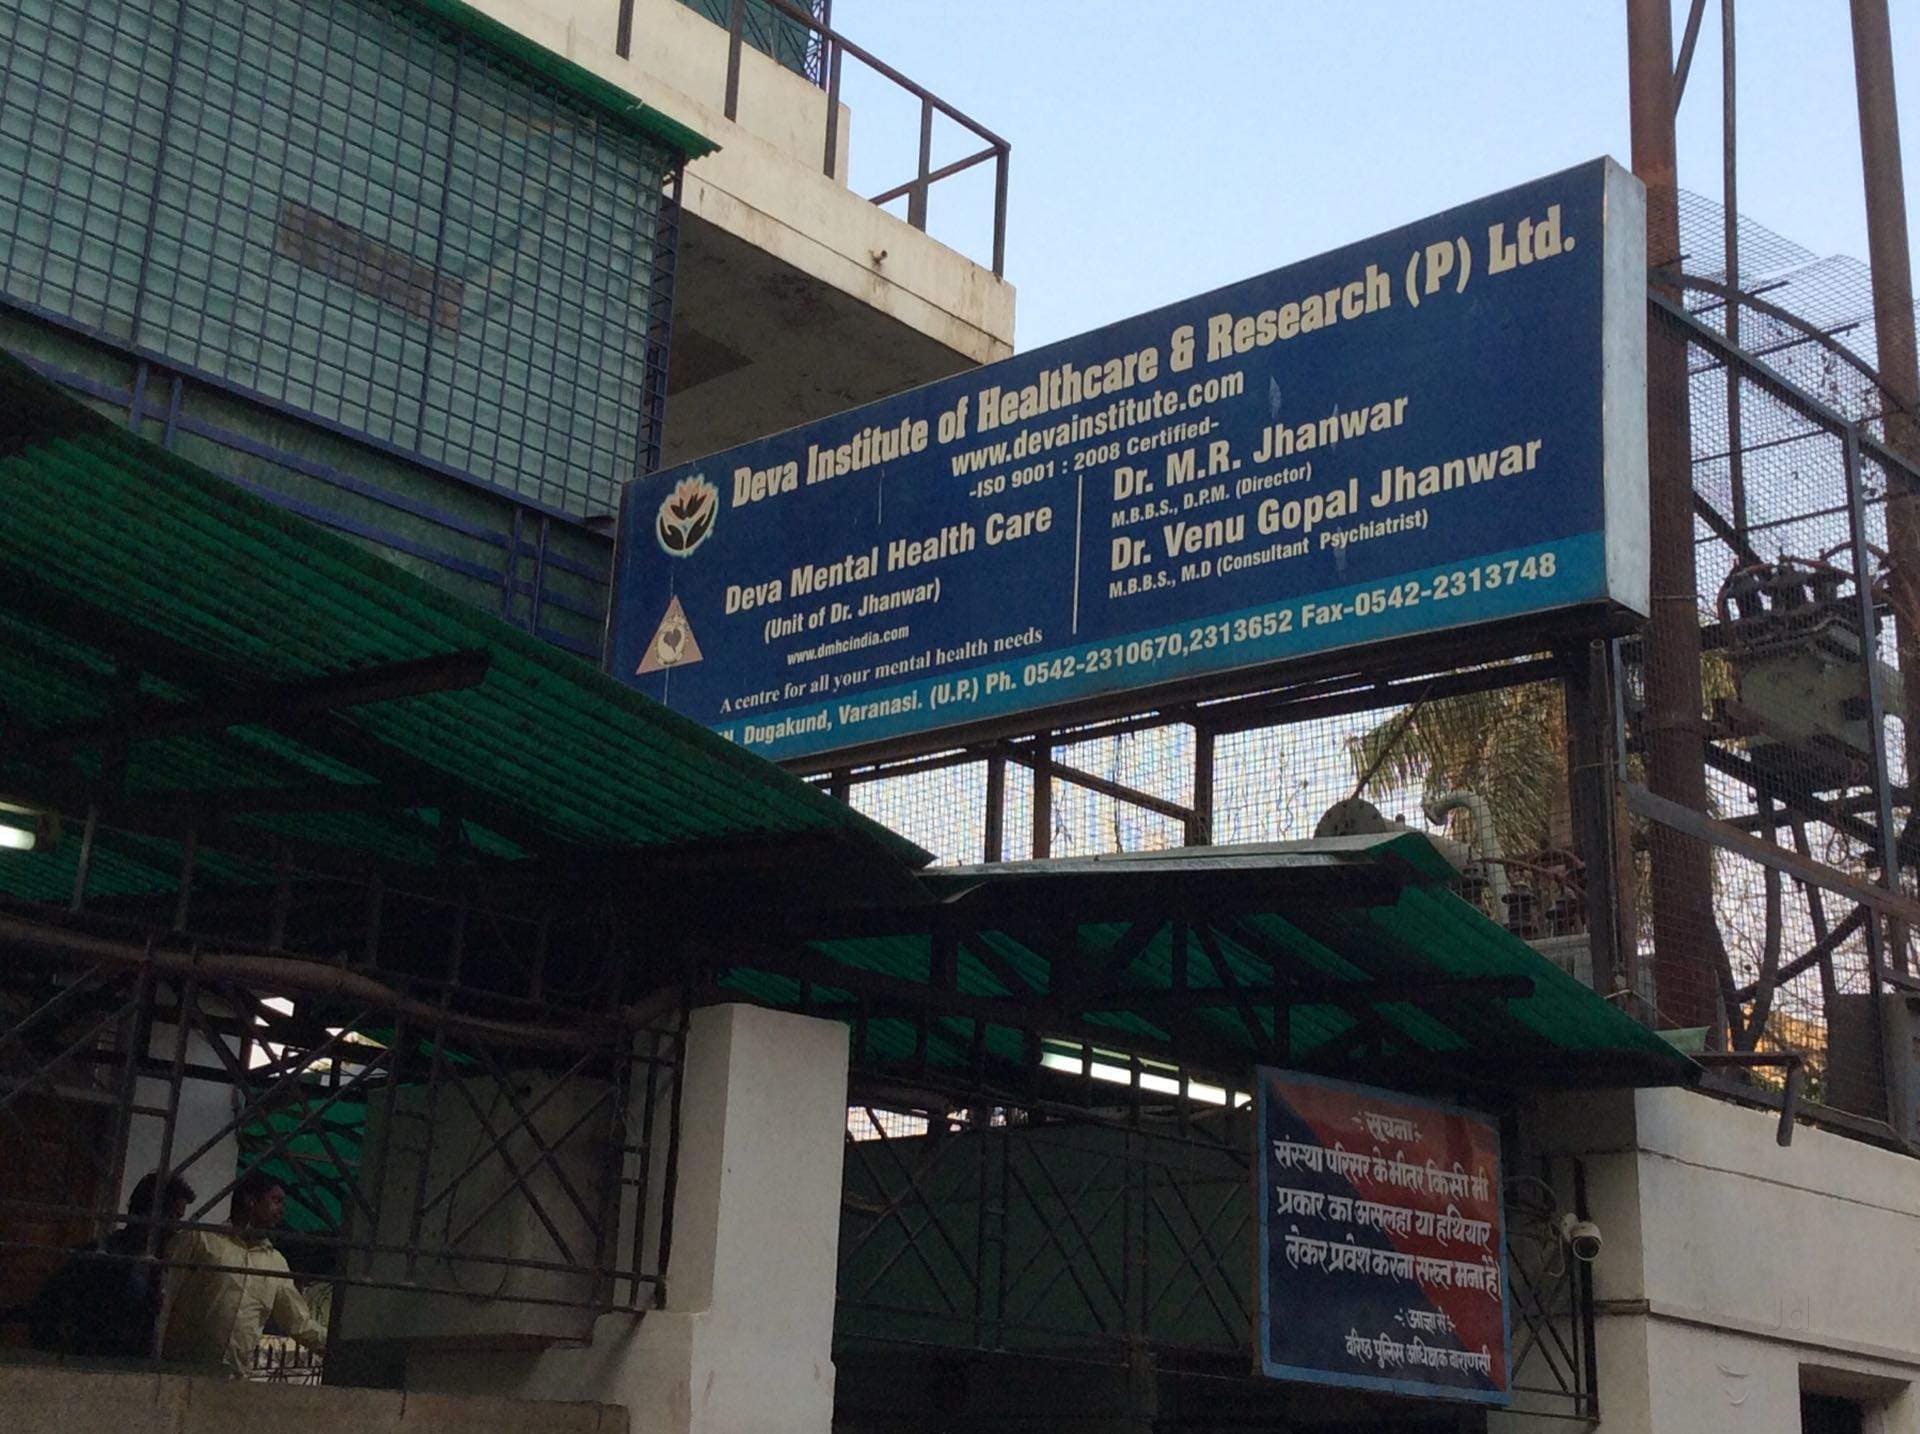 Deva Institute of Healthcare & Research (P) Ltd.
www.devainstitute.com
-ISO 9001 : 2008 Certified-
Deva Mental Health Care
(Unit of Dr. Jhanwar)
www.dmhcindia.com
A centre for all your mental health needs
Dr. M.R. Jhanwar
M.B.B.S., D.P.M. (Director)
Dr. Venu Gopal Jhanwar
M.B.B.S., M.D (Consultant Psychiatrist)
Dugakund, Varanasi. (U.P.) Ph. 0542-2310670,2313652 Fax-0542-2313748
-: सूचना :-
संस्था परिसर के भीतर किसी भी
प्रकार का असलहा या हथियार
लेकर प्रवेश करना सख्त मना है।
-: आज्ञा से :-
वरिष्ठ पुलिस अधिक्षक वाराणसी
Jd